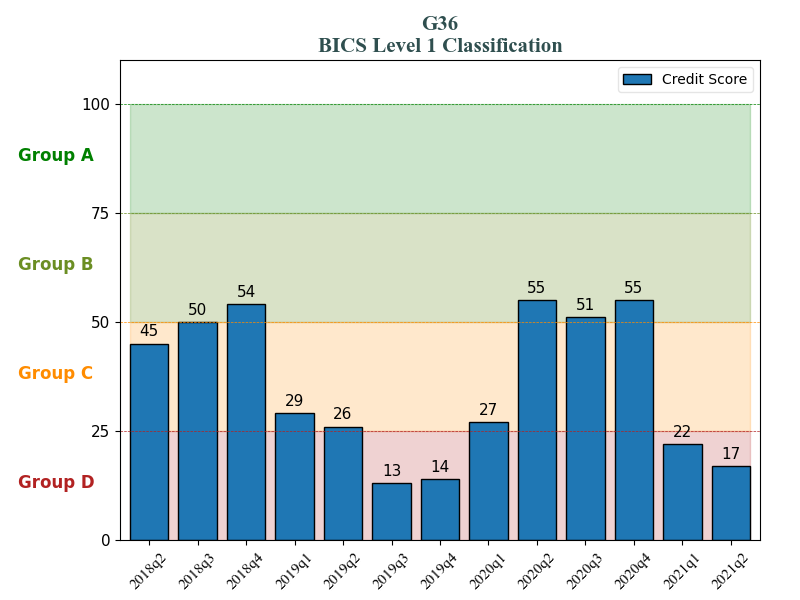 G36
BICS Level 1 Classification
Credit Score
100
Group A
75
Group B
50
Group C
25
Group D
0
45
50
54
29
26
13
14
27
55
51
55
22
17
2018q2
2018q3
2018q4
2019q1
2019q2
2019q3
2019q4
2020q1
2020q2
2020q3
2020q4
2021q1
2021q2